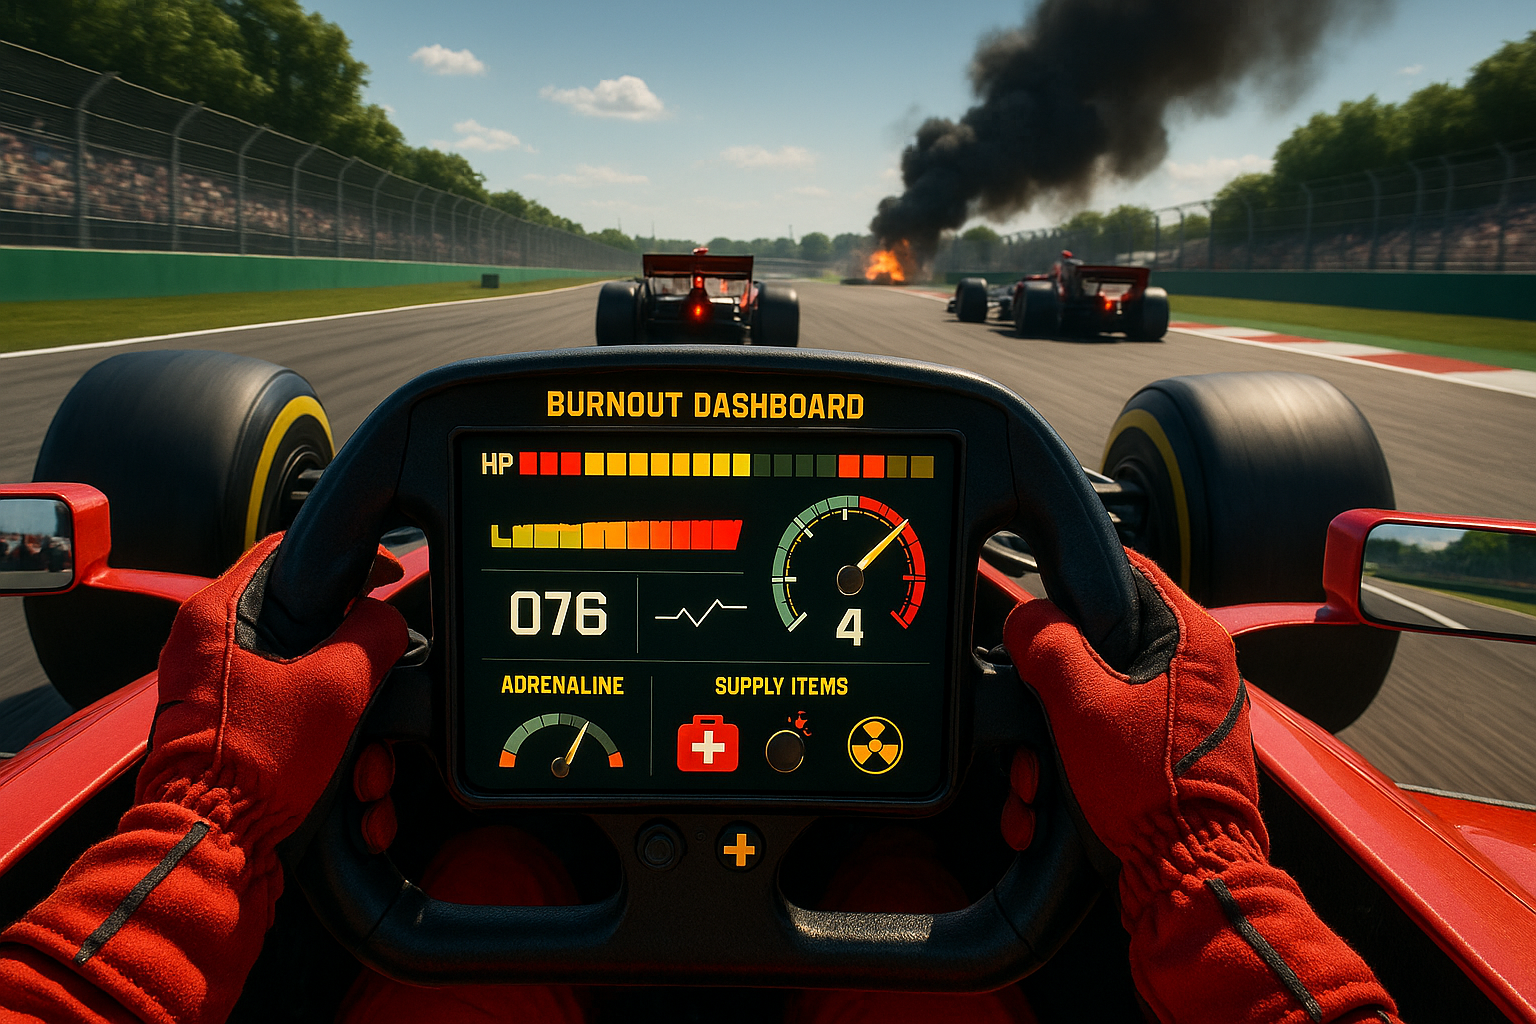 BURNOUT DASHBOARD
HP
076
4
ADRENALINE
SUPPLY ITEMS